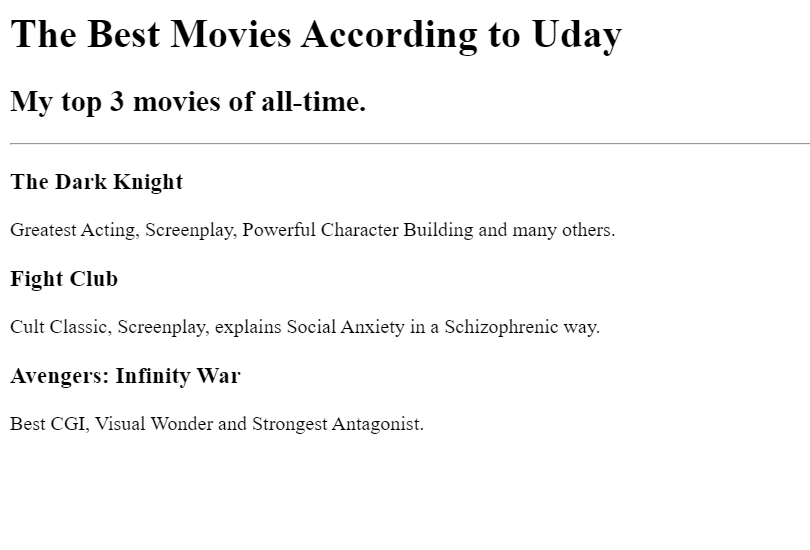 The Best Movies According to Uday
My top 3 movies of all-time.
The Dark Knight
Greatest Acting, Screenplay, Powerful Character Building and many others.
Fight Club
Cult Classic, Screenplay, explains Social Anxiety in a Schizophrenic way.
Avengers: Infinity War
Best CGI, Visual Wonder and Strongest Antagonist.